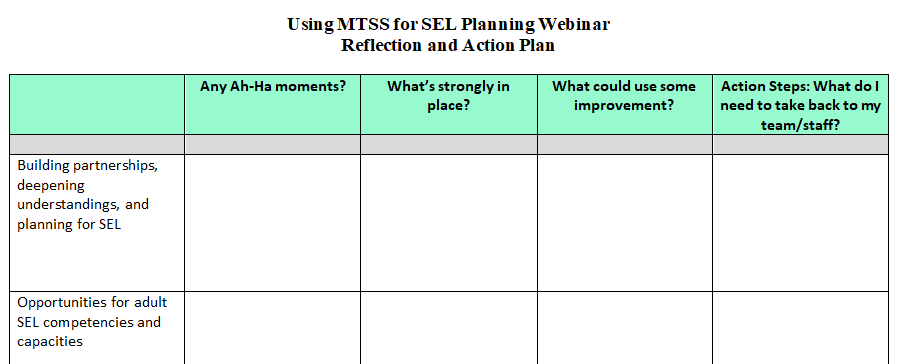 Using MTSS for SEL Planning Webinar
Reflection and Action Plan
Any Ah-Ha moments?
What's strongly in
place?
What could use some
improvement?
Action Steps: What do I
need to take back to my
team/staff?
Building partnerships,
deepening
understandings, and
planning for SEL
Opportunities for adult
SEL competencies and
capacities